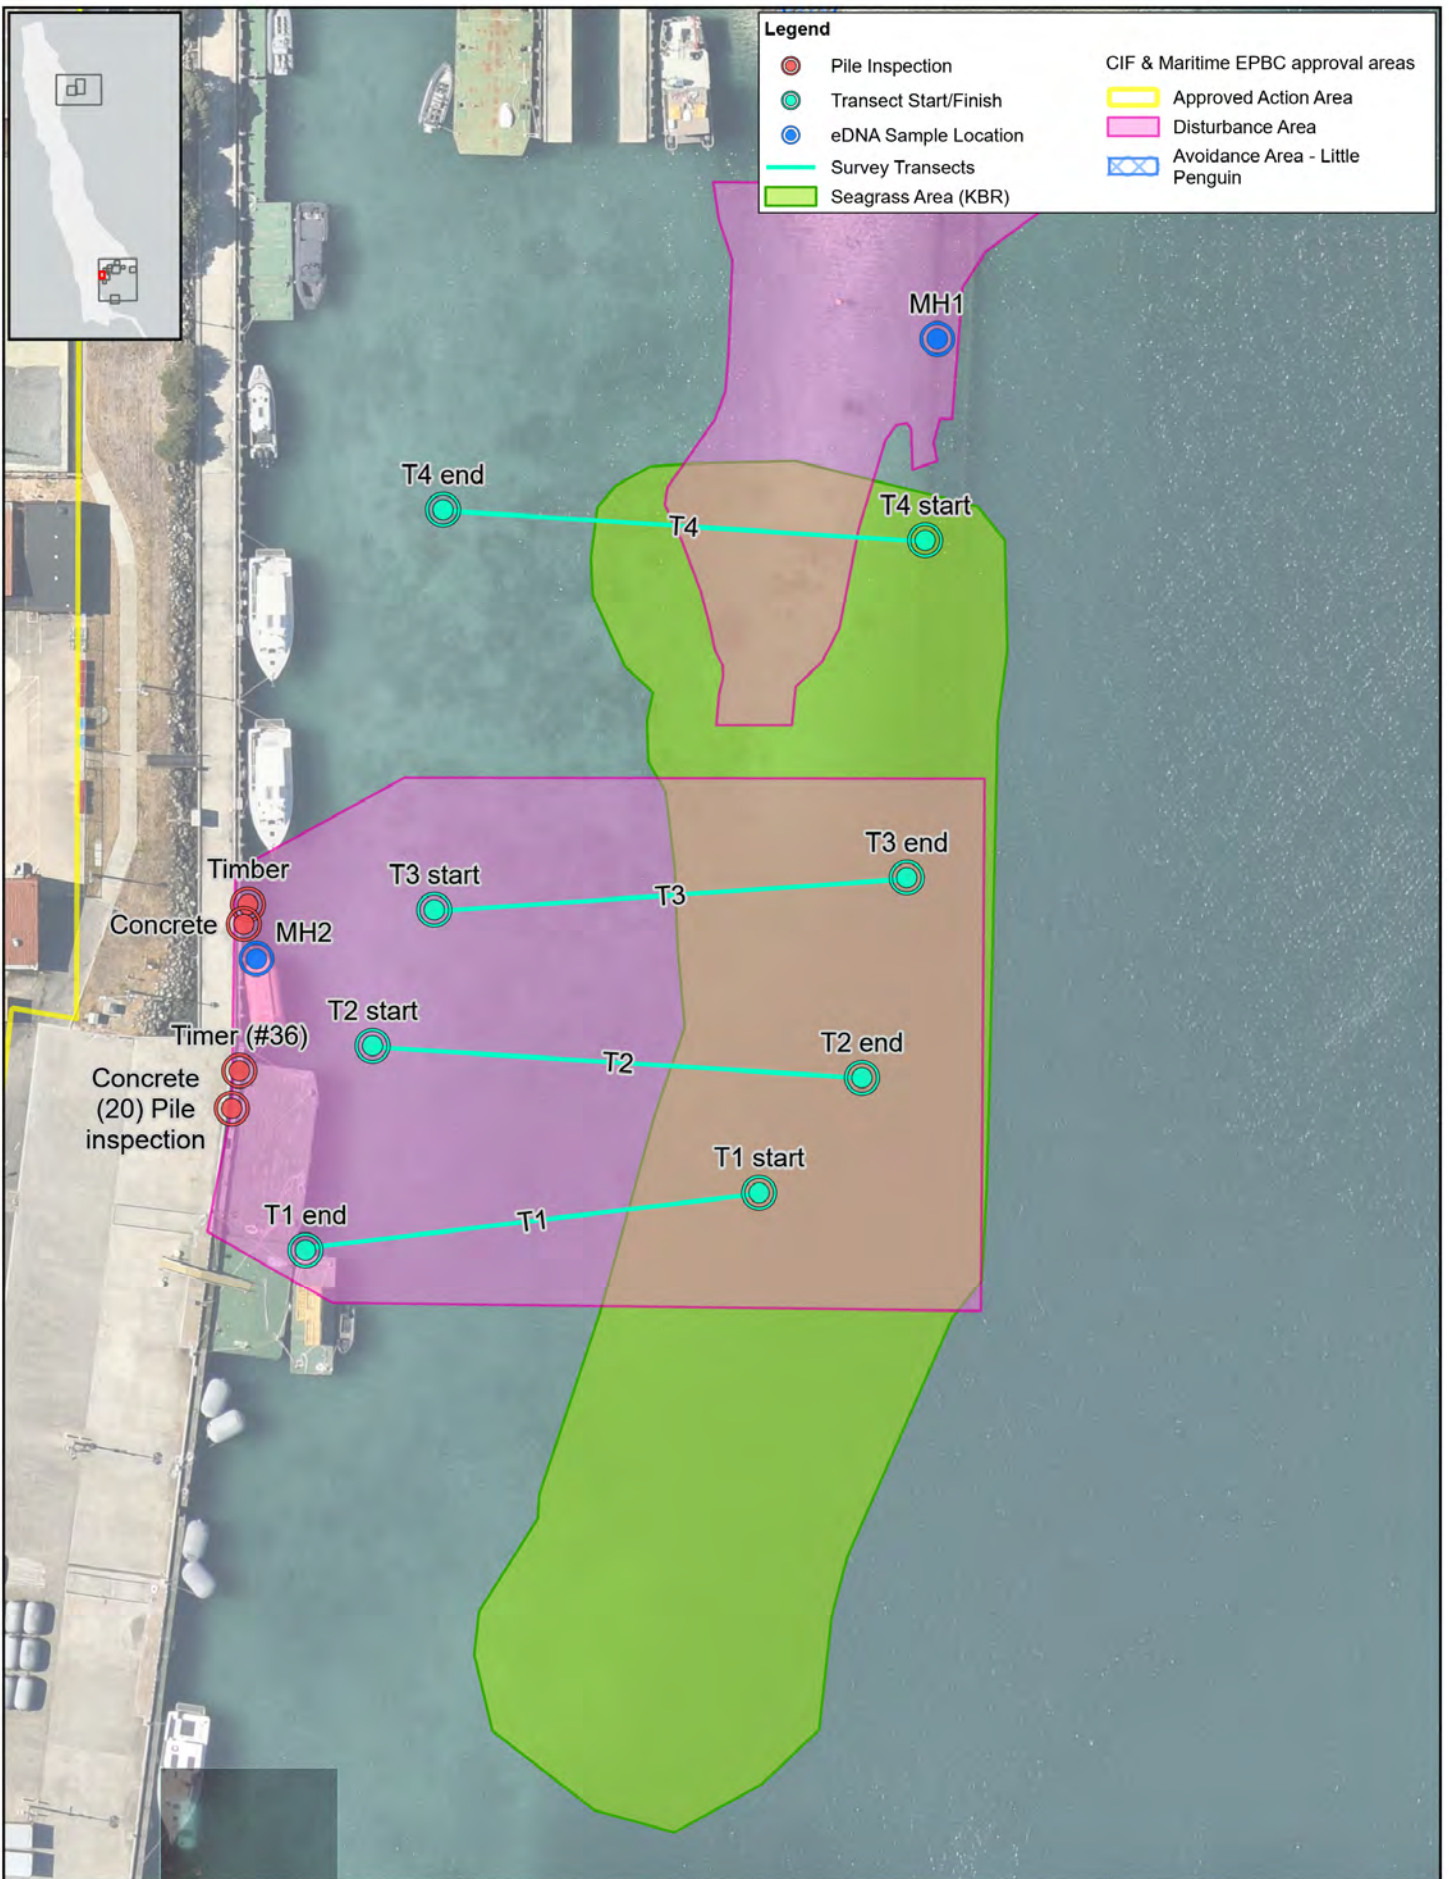 Legend
Pile Inspection
Transect Start/Finish
eDNA Sample Location
Survey Transects
Seagrass Area (KBR)
CIF & Maritime EPBC approval areas
Approved Action Area
Disturbance Area
Avoidance Area - Little
Penguin
MH1
T4 end
T4 start
T4
T3 end
Timber
T3 start
T3
Concrete
MH2
T2 start
Timer (#36)
T2 end
T2
Concrete
(20) Pile
inspection
T1 start
T1 end
T1